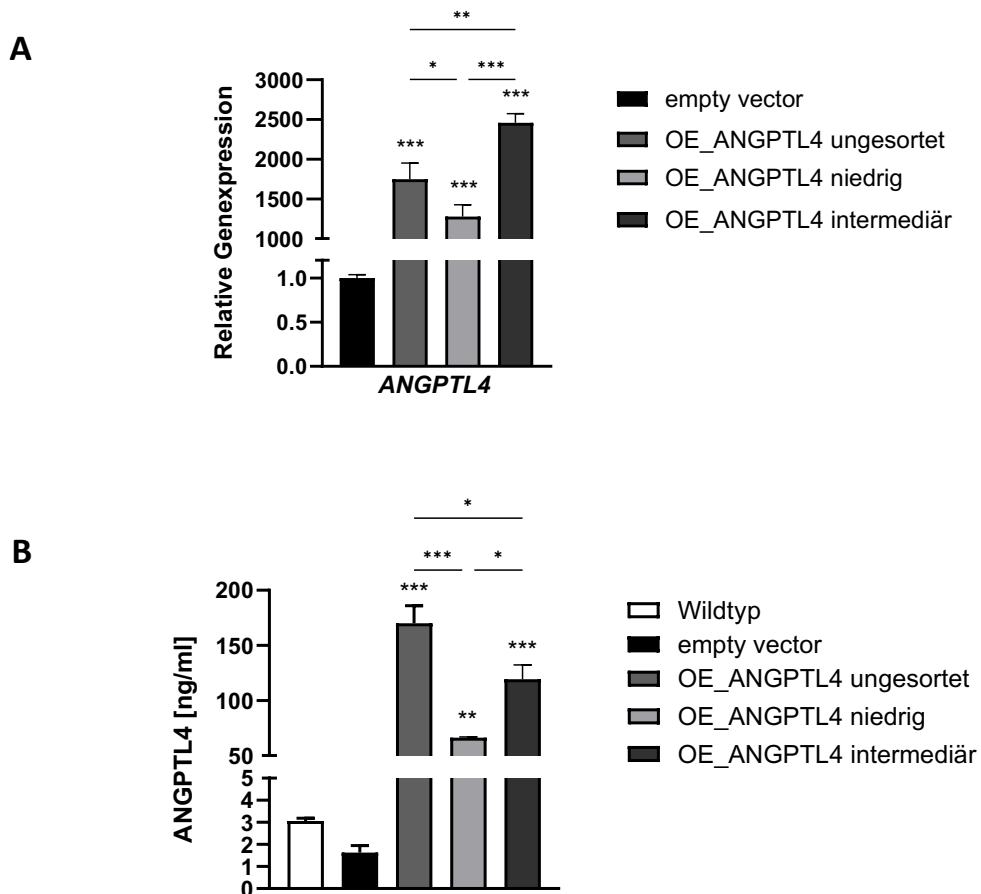 A
**
* ***
***
***
***
3000
2500
2000
1500
1000
1.0
0.5
0.0
Relative Genexpression
ANGPTL4
empty vector
OE_ANGPTL4 ungesortet
OE_ANGPTL4 niedrig
OE_ANGPTL4 intermediär
B
*
*** *
***
***
**
200
150
100
50
5
4
3
2
1
0
ANGPTL4 [ng/ml]
Wildtyp
empty vector
OE_ANGPTL4 ungesortet
OE_ANGPTL4 niedrig
OE_ANGPTL4 intermediär